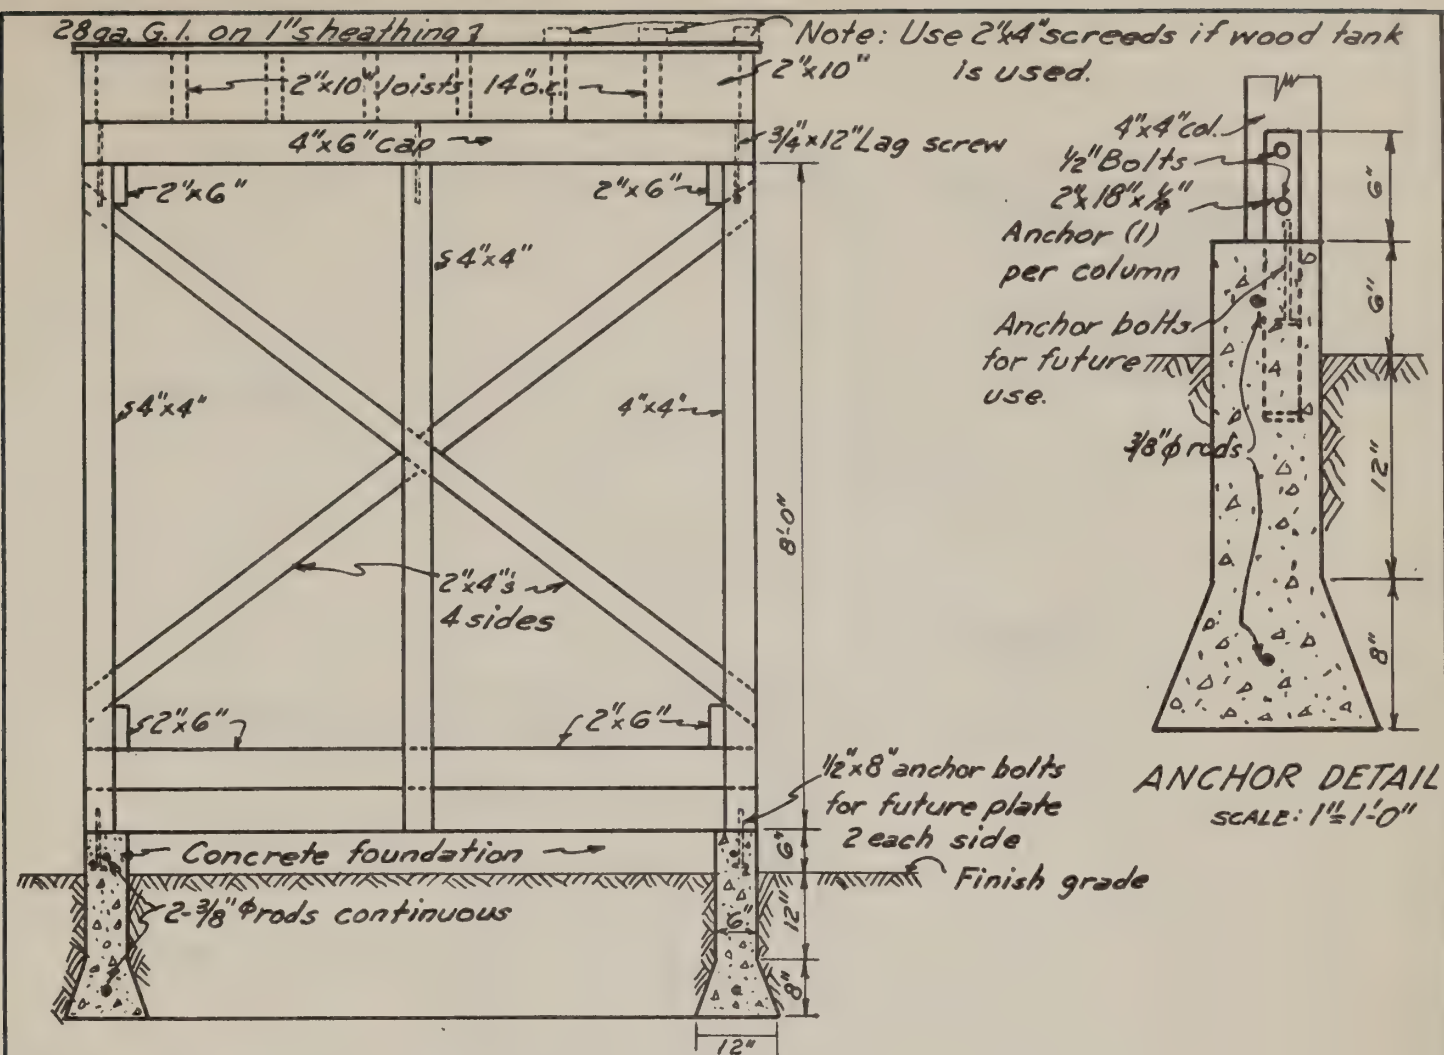 28ga. G.I. on 1" sheathing
Note: Use 2"x4" screeds if wood tank
is used.
2"x10" Joists 14"o.c.
2"x10"
4"x6" cap
3/4"x12" Lag screw
2"x6"
2"x6"
4"x4"
4"x4"
4"x4"
2"x4"s
4 sides
8'-0"
2"x6"
2"x6"
1/2"x8" anchor bolts
for future plate
2 each side
Concrete foundation
6"
Finish grade
2-3/8"φ rods continuous
6"
12"
8"
12"
4"x4" col.
1/2" Bolts
2"x18"x1/4"
Anchor (1)
per column
Anchor bolts
for future
use.
3/8"φ rods
6"
6"
12"
8"
ANCHOR DETAIL
SCALE: 1"=1'-0"